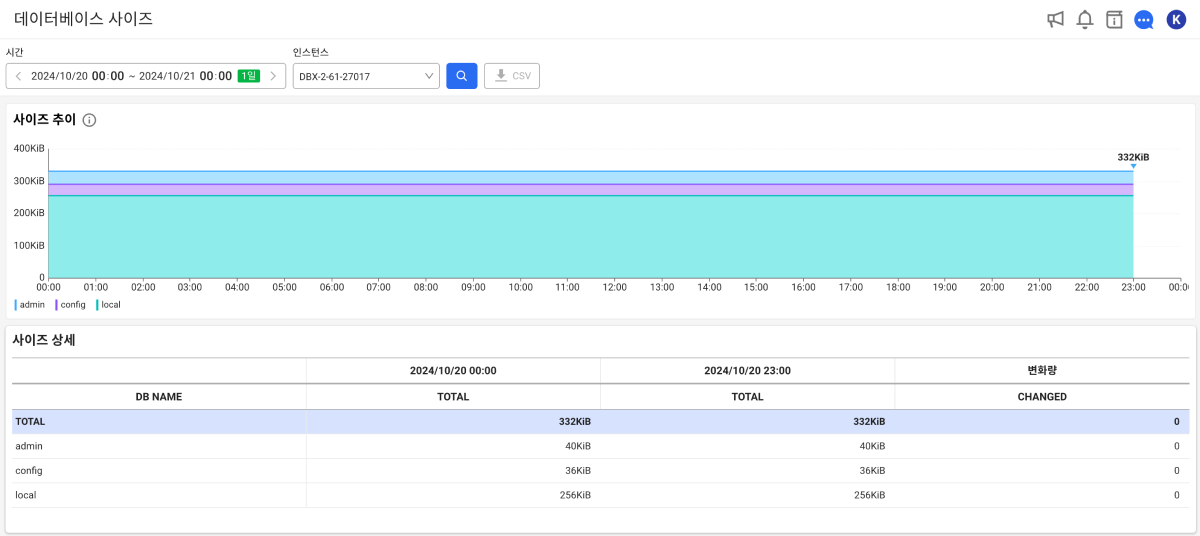 데이터베이스 사이즈
K
시간
인스턴스
2024/10/20 00:00 ~ 2024/10/21 00:00 1일
DBX-2-61-27017
CSV
사이즈 추이
400KiB
300KiB
200KiB
100KiB
0
332KiB
00:00 01:00 02:00 03:00 04:00 05:00 06:00 07:00 08:00 09:00 10:00 11:00 12:00 13:00 14:00 15:00 16:00 17:00 18:00 19:00 20:00 21:00 22:00 23:00 00:0
admin config local
사이즈 상세
2024/10/20 00:00 2024/10/20 23:00 변화량
DB NAME TOTAL TOTAL CHANGED
TOTAL 332KiB 332KiB 0
admin 40KiB 40KiB 0
config 36KiB 36KiB 0
local 256KiB 256KiB 0